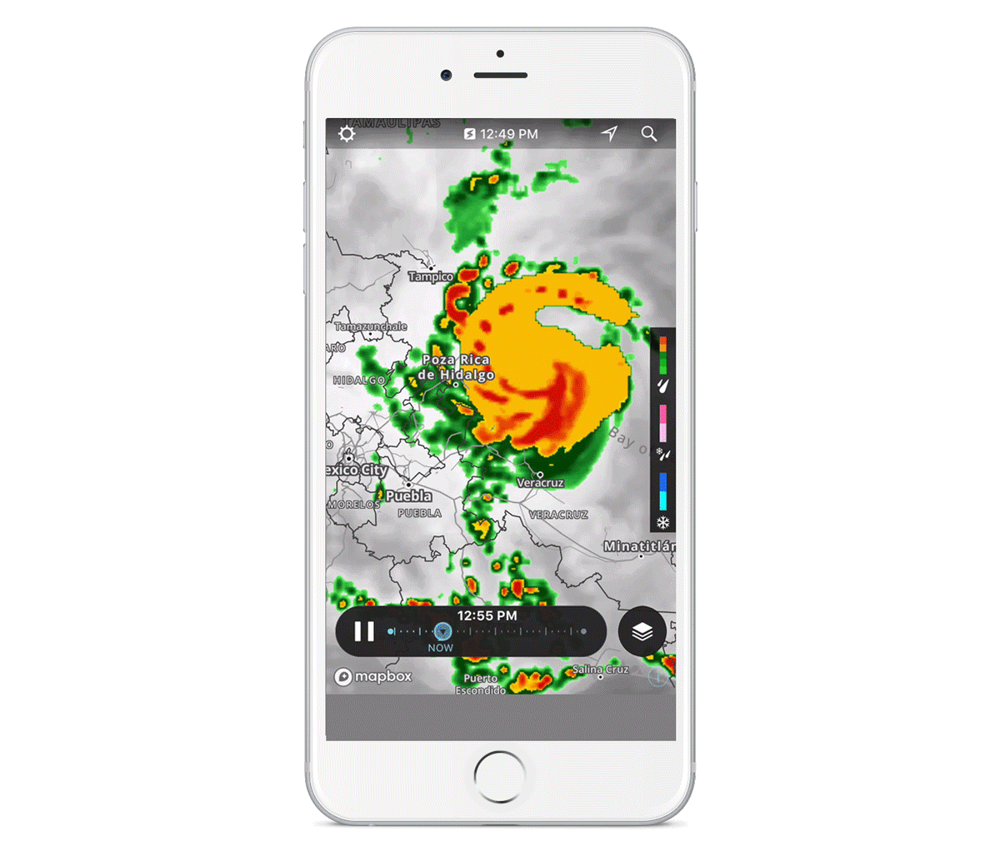 TAMAULIPAS
12:49 PM
Tampico
Tamazunchale
ARO
Poza Rica
de Hidalgo
HIDALGO
Bay o
O
exico City
Veracruz
Puebla
MORELOS
PUEBLA
VERACRUZ
Minatitlán
12:55 PM
NOW
mapbox
Salina Cruz
Puerto
Escondido